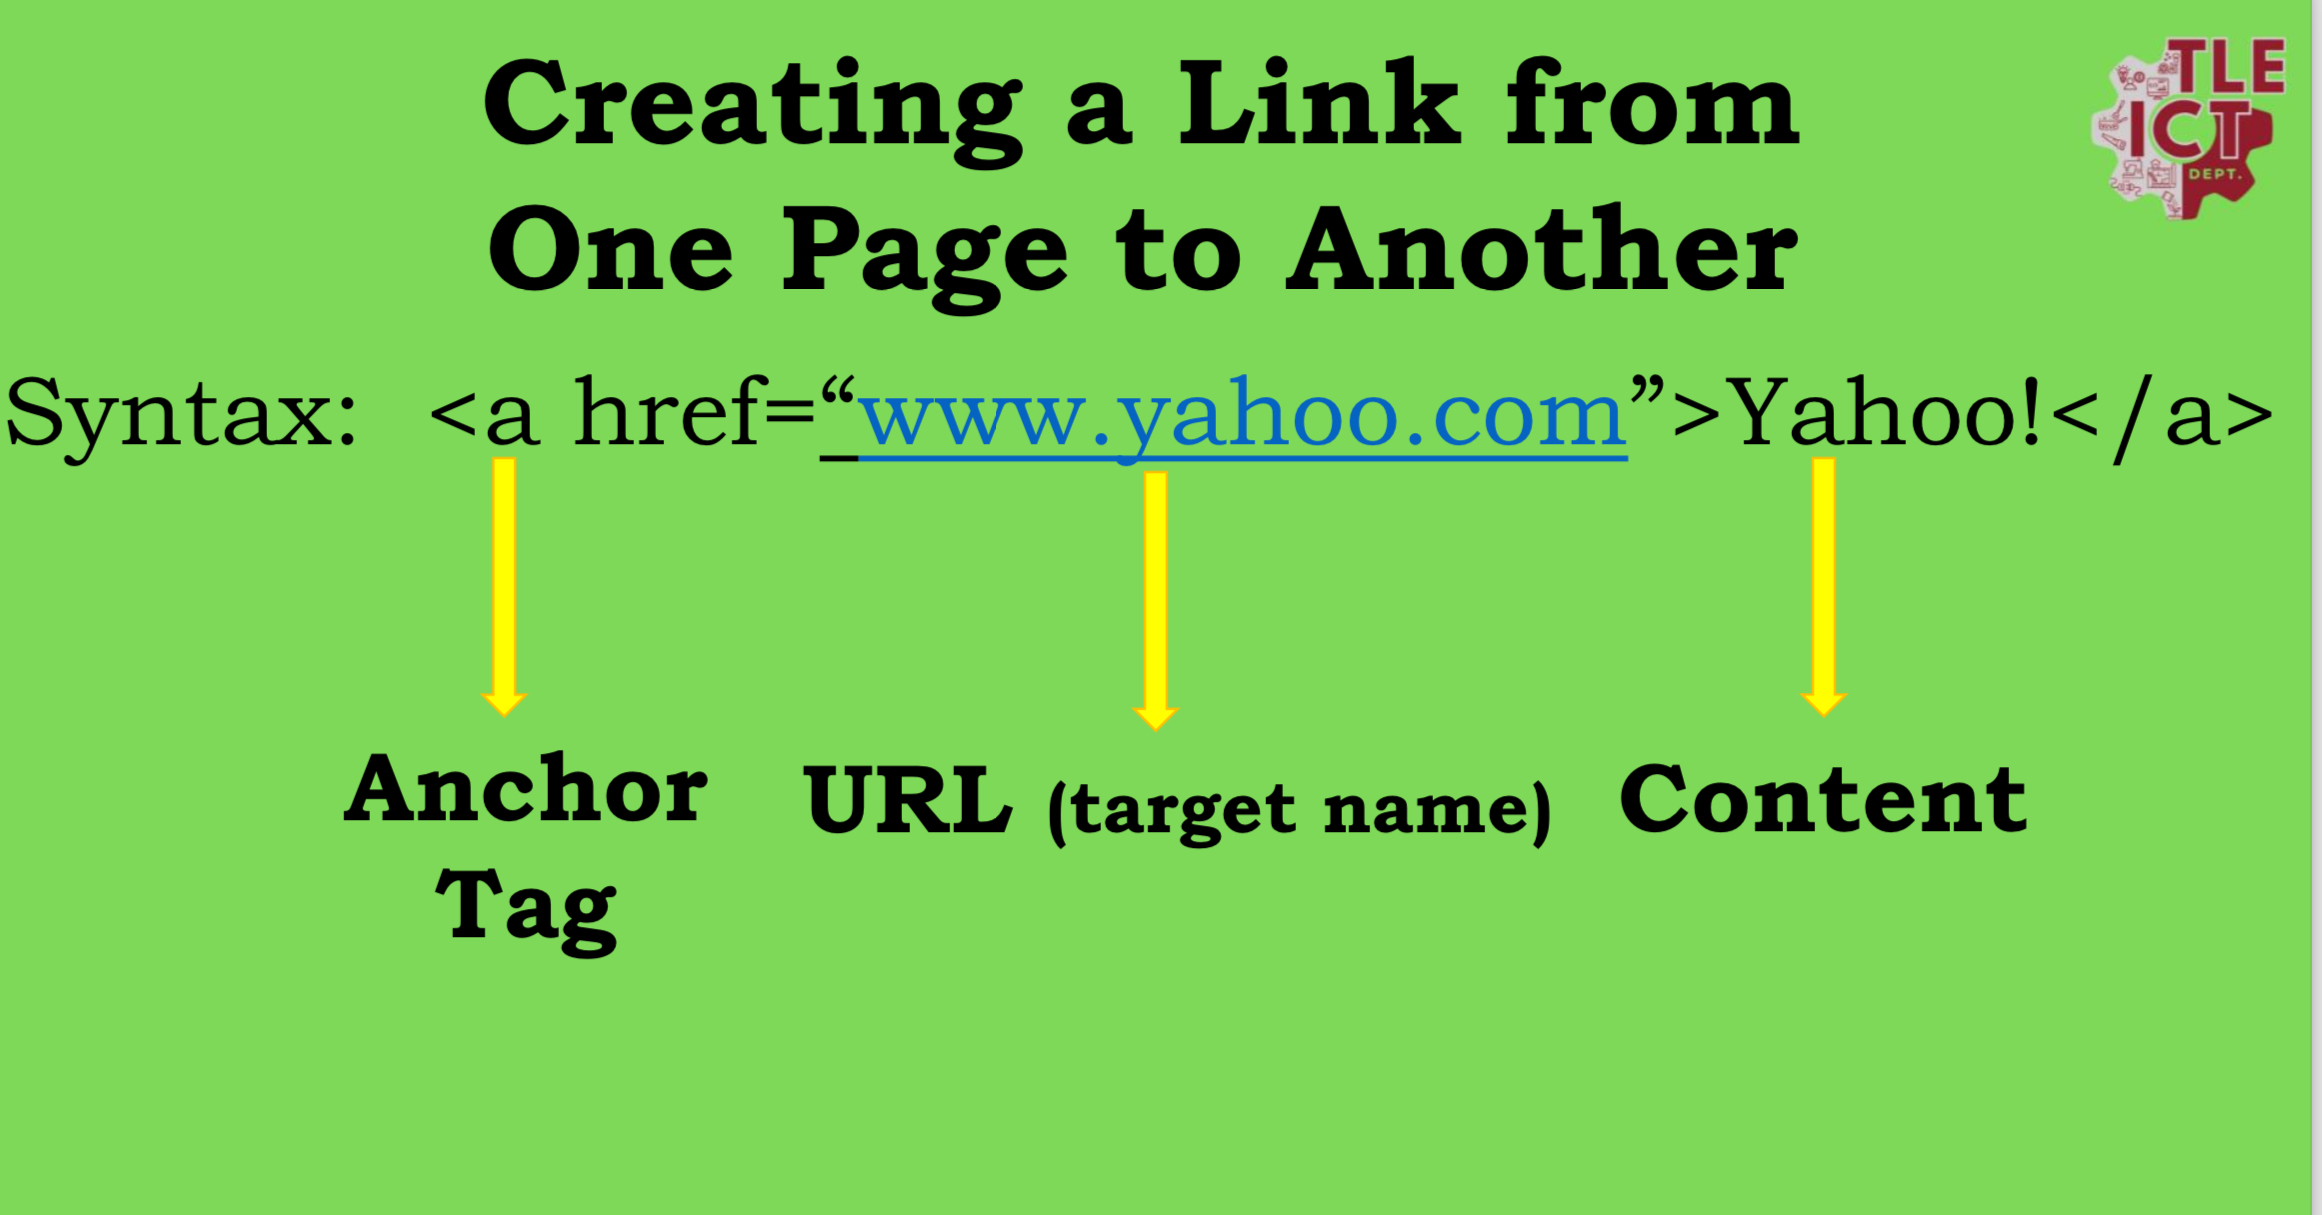 Creating a Link from
One Page to Another
TLE
ICT
DEPT.
Syntax: <a href=“www.yahoo.com”>Yahoo!</a>
Anchor
Tag
URL (target name)
Content